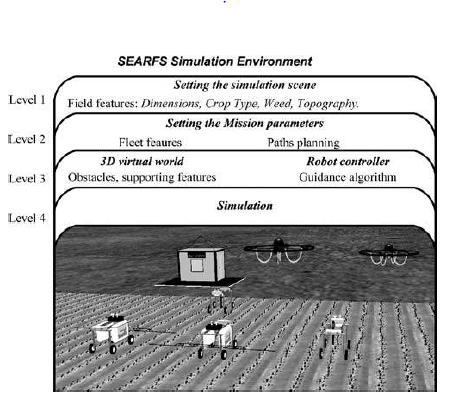 SEARFS Simulation Environment
Setting the simulation scene
Level 1
Field features: Dimensions, Crop Type, Weed, Topography.
Setting the Mission parameters
Level 2
Fleet feaures Paths planning
3D virtual world Robot controller
Level 3
Obstacles, supporting features Guidance algorithm
Simulation
Level 4